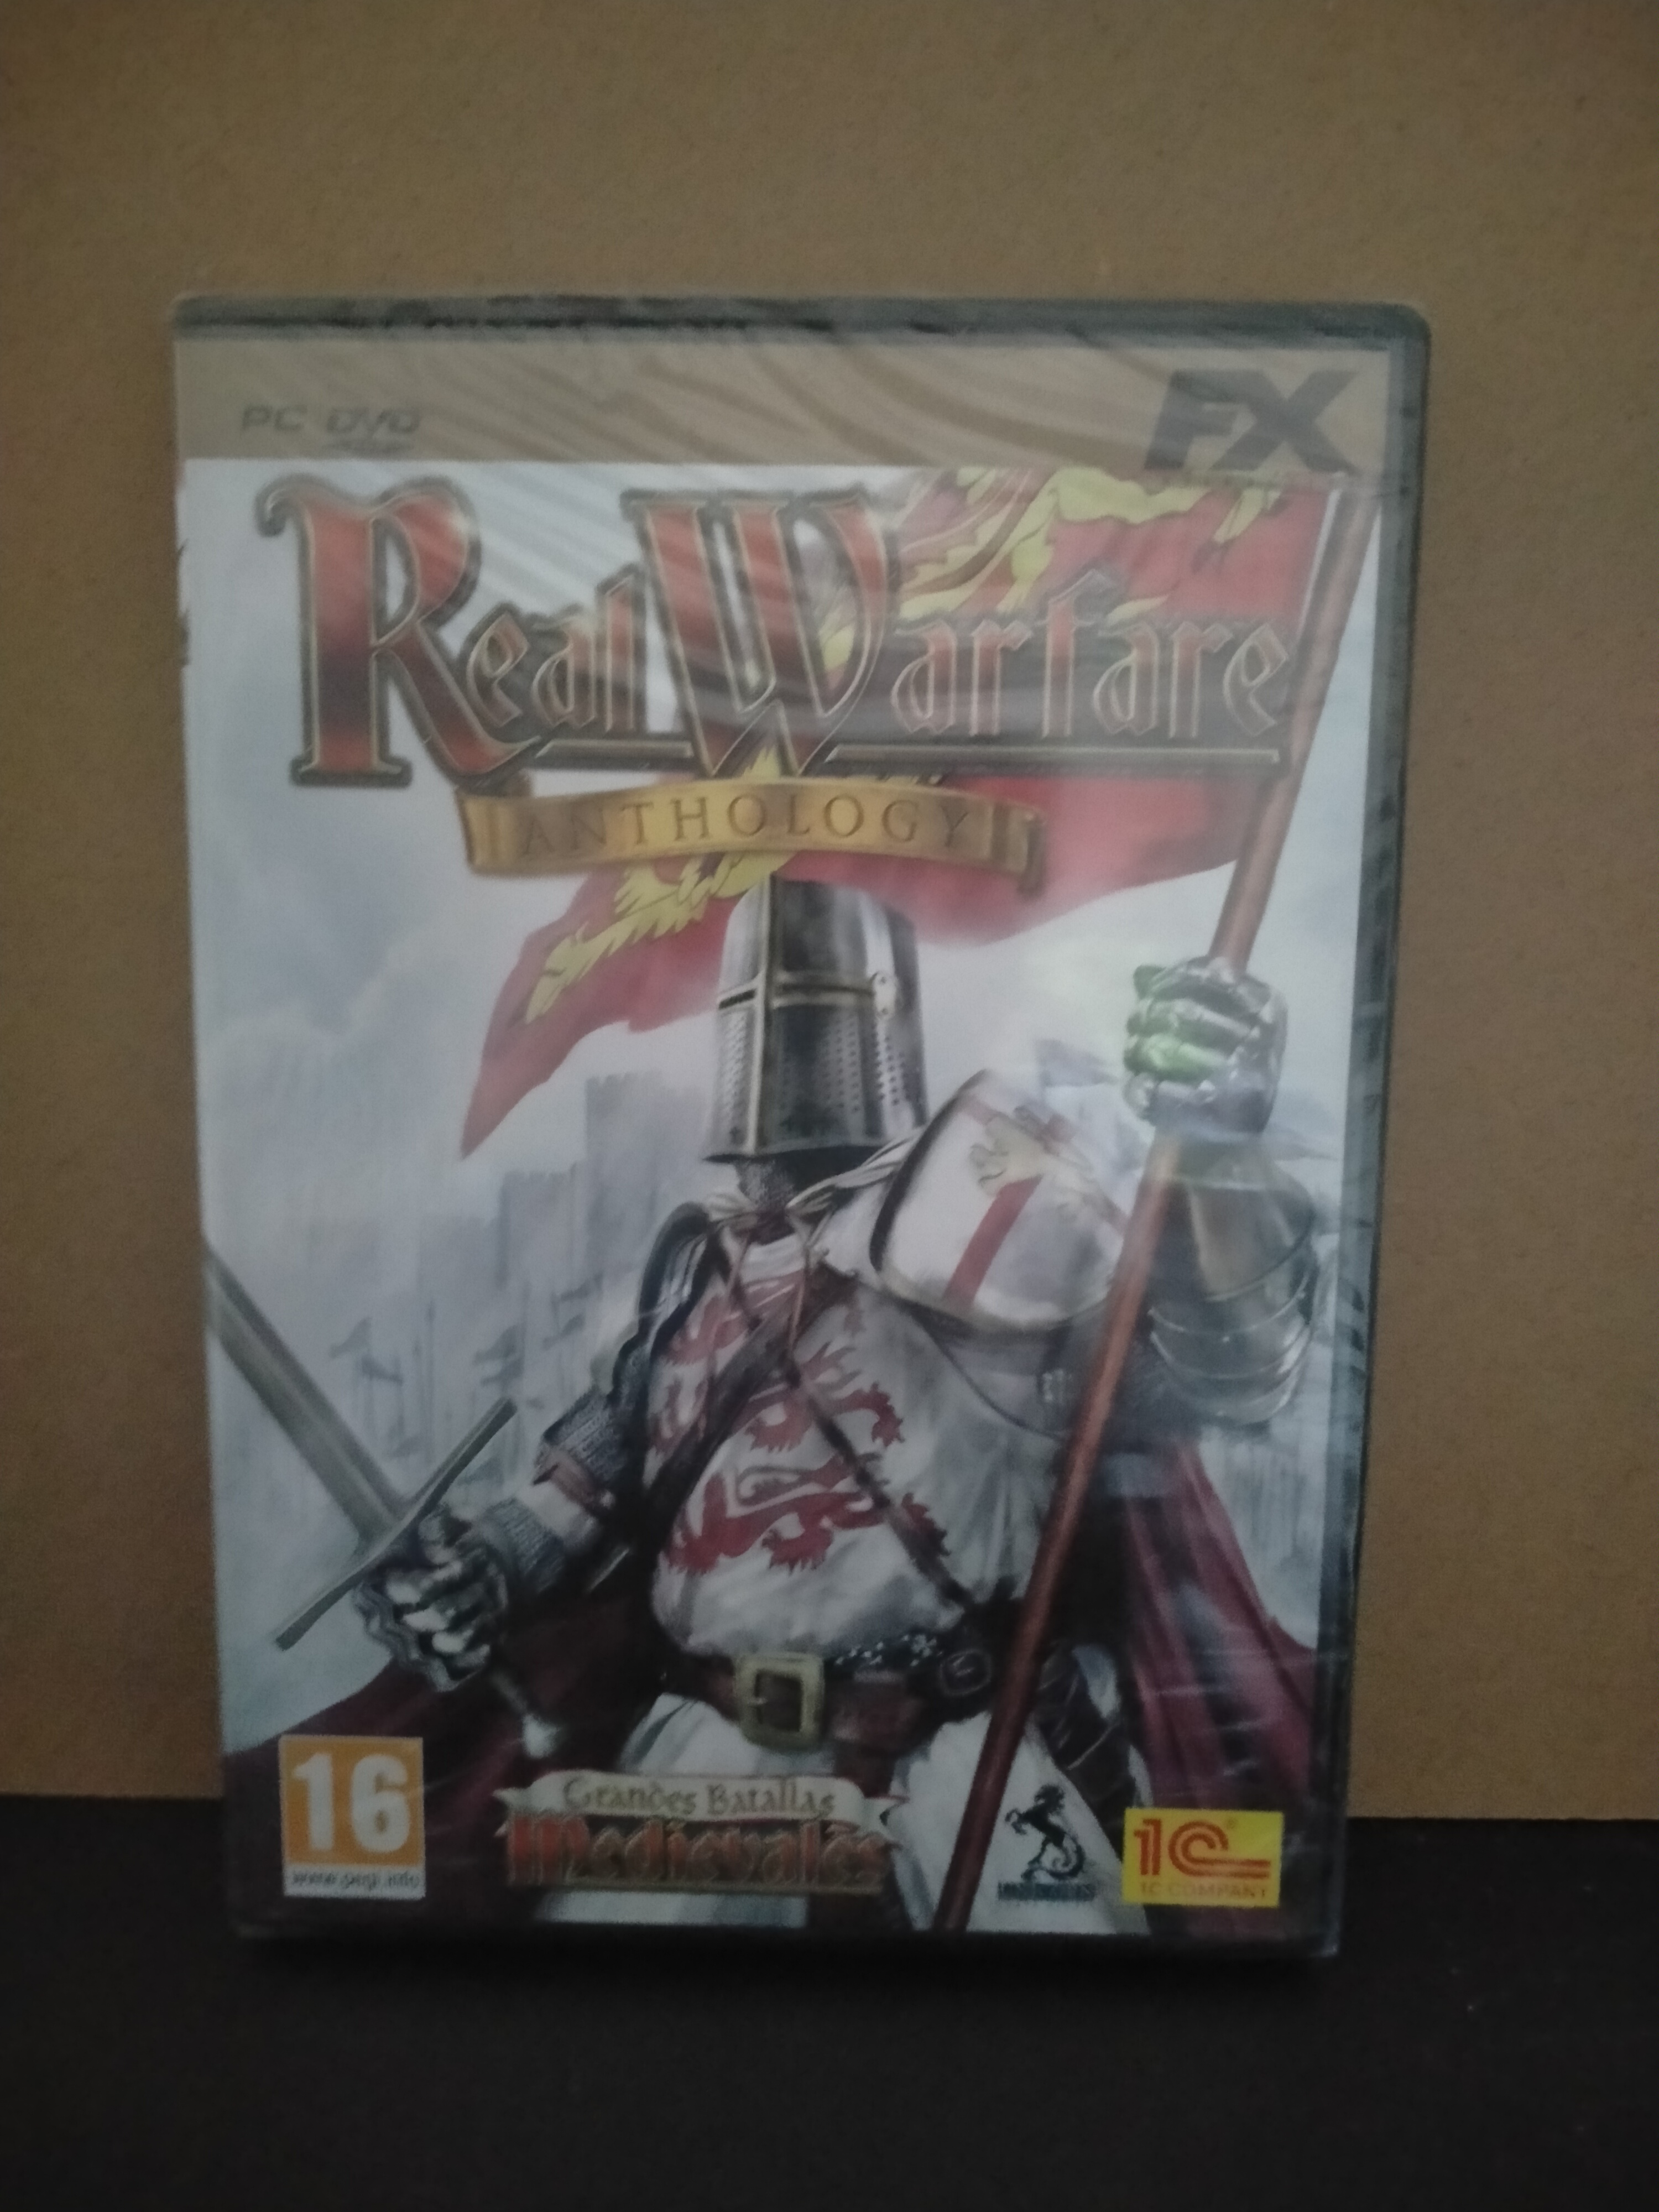 PC DVD
FX
Real Warfare
ANTHOLOGY
16
www.pegi.info
Grandes Batallas
Medievales
1C
1C COMPANY